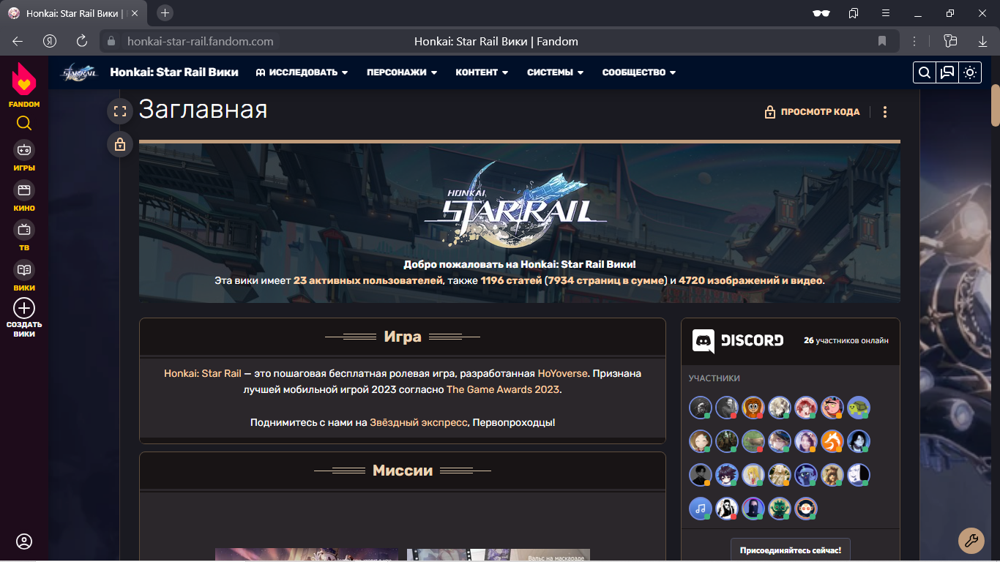 Honkai: Star Rail Вики |
honkai-star-rail.fandom.com
Honkai: Star Rail Вики | Fandom
FANDOM
ИГРЫ
КИНО
ТВ
ВИКИ
СОЗДАТЬ
ВИКИ
Honkai: Star Rail Вики
ИССЛЕДОВАТЬ
ПЕРСОНАЖИ
КОНТЕНТ
СИСТЕМЫ
СООБЩЕСТВО
Заглавная
ПРОСМОТР КОДА
HONKAI
STAR RAIL
Добро пожаловать на Honkai: Star Rail Вики!
Эта вики имеет 23 активных пользователей, также 1196 статей (7934 страниц в сумме) и 4720 изображений и видео.
Игра
Honkai: Star Rail — это пошаговая бесплатная ролевая игра, разработанная HoYoverse. Признана
лучшей мобильной игрой 2023 согласно The Game Awards 2023.
Поднимитесь с нами на Звёздный экспресс, Первопроходцы!
Миссии
Вальс на маскараде
DISCORD
26 участников онлайн
УЧАСТНИКИ
Присоединяйтесь сейчас!